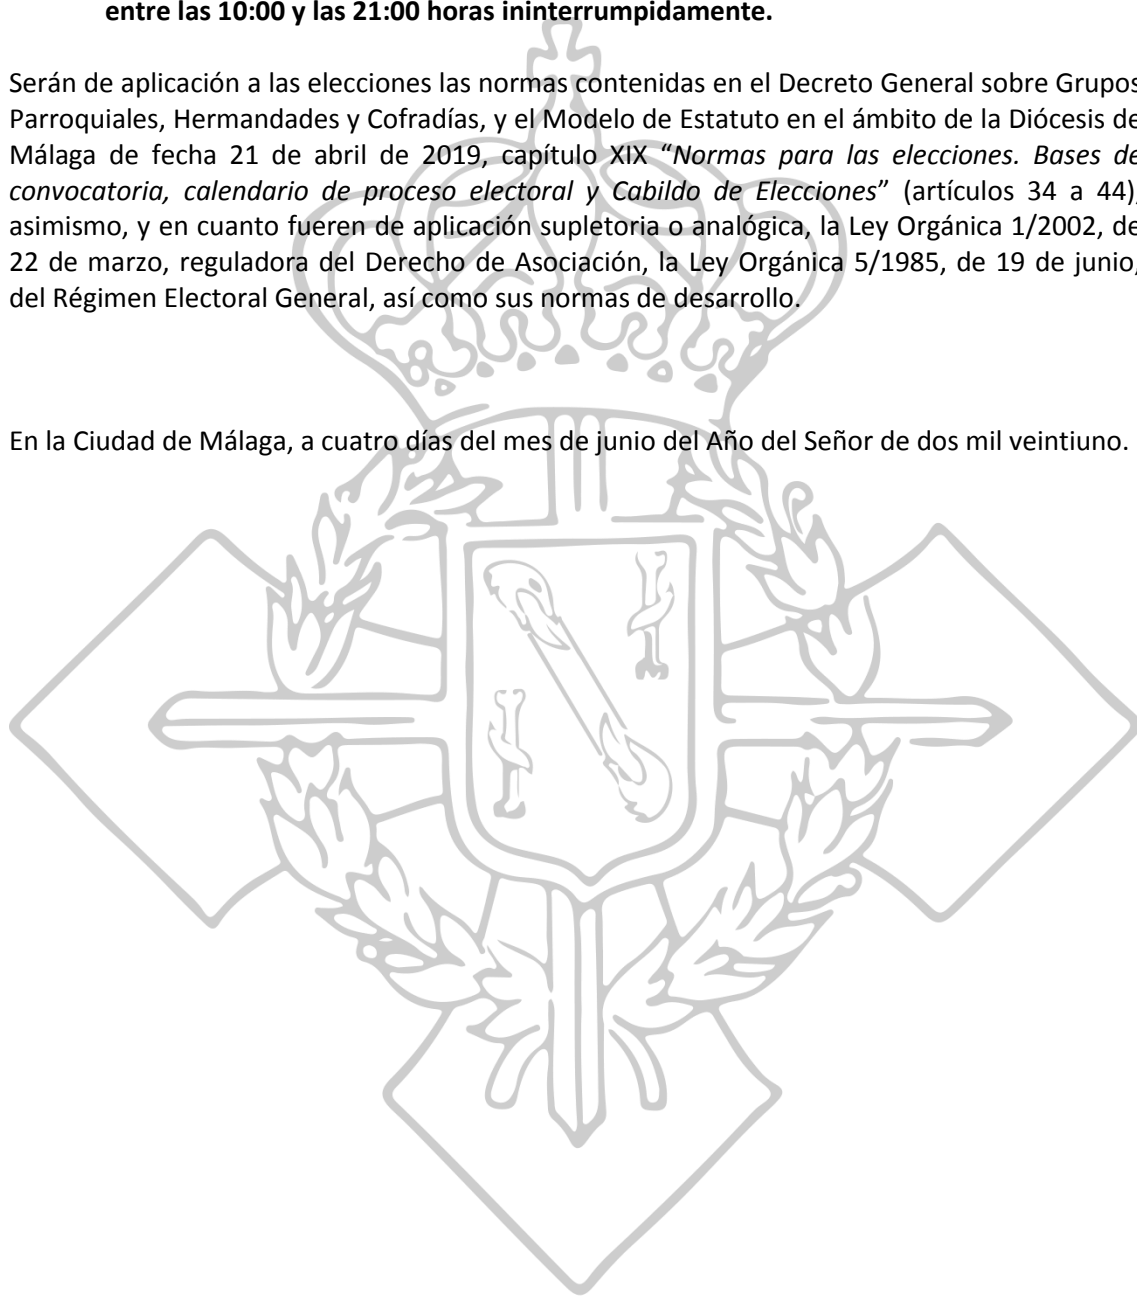 entre las 10:00 y las 21:00 horas ininterrumpidamente.
Serán de aplicación a las elecciones las normas contenidas en el Decreto General sobre Grupos
Parroquiales, Hermandades y Cofradías, y el Modelo de Estatuto en el ámbito de la Diócesis de
Málaga de fecha 21 de abril de 2019, capítulo XIX “Normas para las elecciones. Bases de
convocatoria, calendario de proceso electoral y Cabildo de Elecciones” (artículos 34 a 44),
asimismo, y en cuanto fueren de aplicación supletoria o analógica, la Ley Orgánica 1/2002, de
22 de marzo, reguladora del Derecho de Asociación, la Ley Orgánica 5/1985, de 19 de junio,
del Régimen Electoral General, así como sus normas de desarrollo.
En la Ciudad de Málaga, a cuatro días del mes de junio del Año del Señor de dos mil veintiuno.